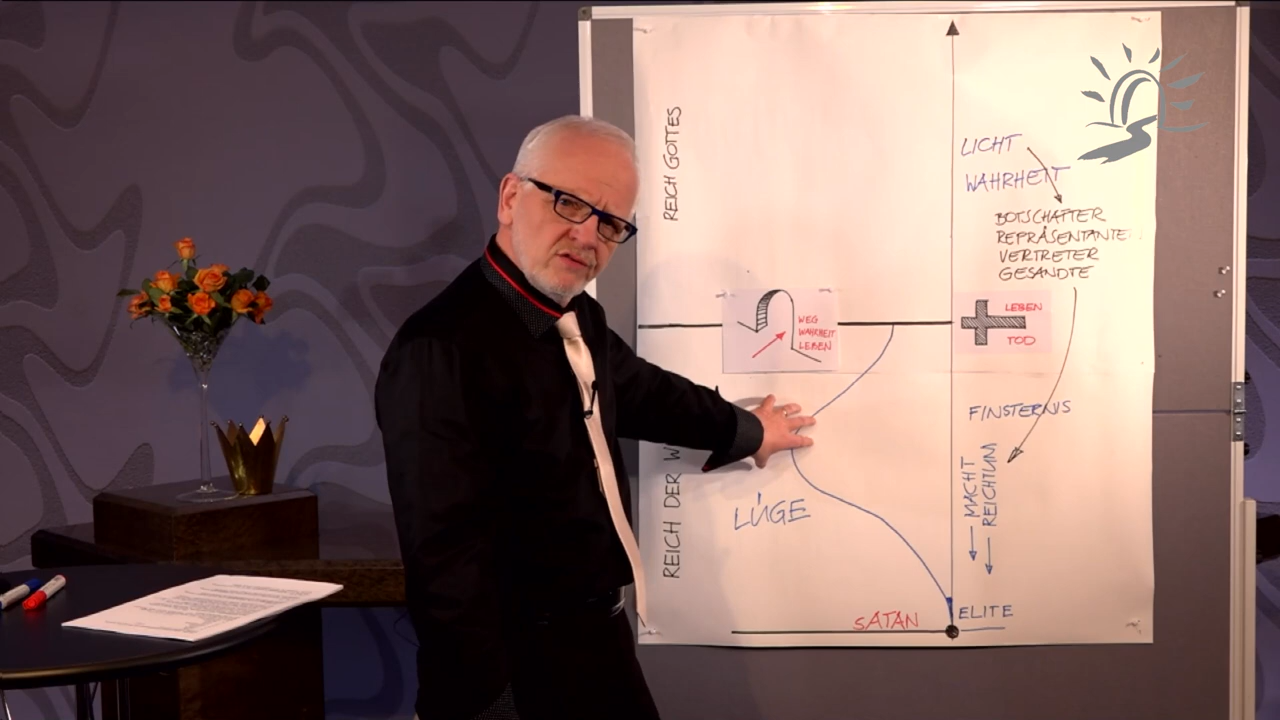 REICH GOTTES
LICHT
WAHRHEIT
BOTSCHAFTER
REPRÄSENTANTEN
VERTRETER
GESANDTE
WEG
WAHRHEIT
LEBEN
LEBEN
TOD
FINSTERNIS
MACHT
REICHTUM
REICH DER W
LÜGE
SATAN
ELITE